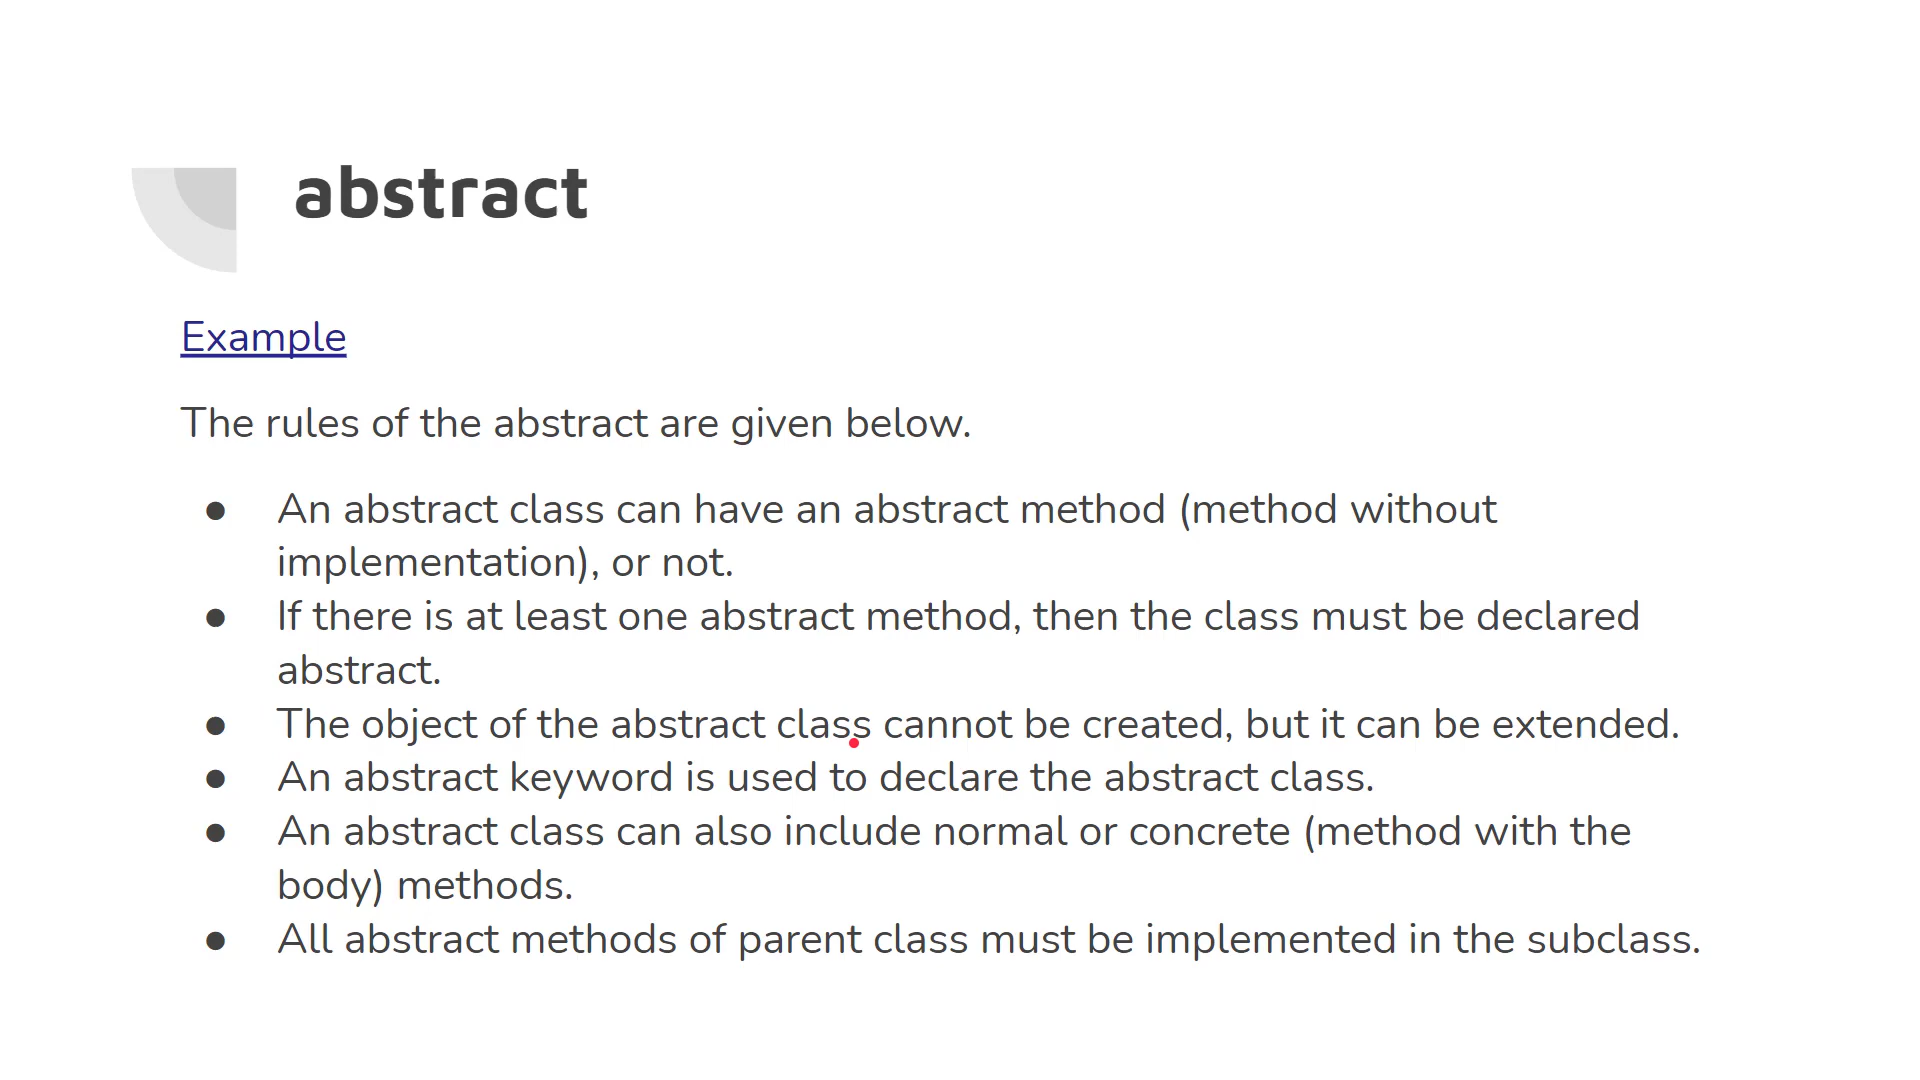 abstract
Example
The rules of the abstract are given below.
● An abstract class can have an abstract method (method without
implementation), or not.
● If there is at least one abstract method, then the class must be declared
abstract.
● The object of the abstract class cannot be created, but it can be extended.
● An abstract keyword is used to declare the abstract class.
● An abstract class can also include normal or concrete (method with the
body) methods.
● All abstract methods of parent class must be implemented in the subclass.